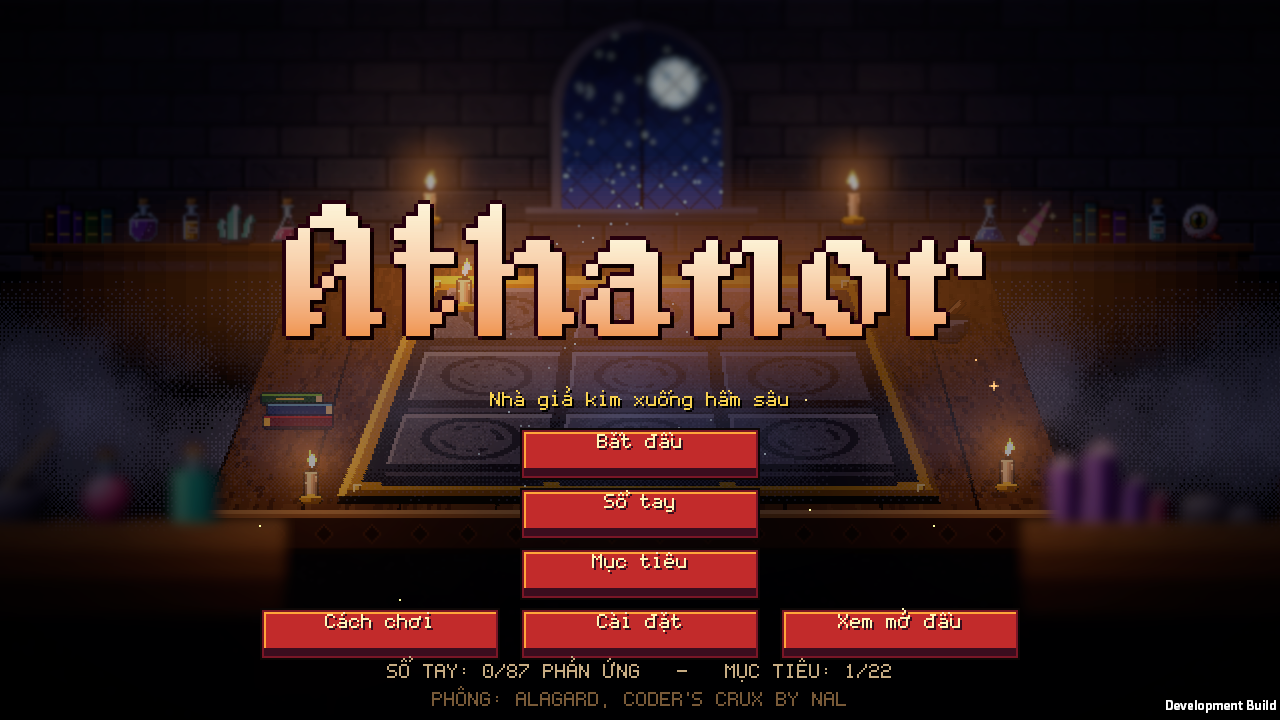 Athanor
Nhà giả kim xuống hầm sâu
Bắt đầu
Sổ tay
Mục tiêu
Cách chơi
Cài đặt
Xem mở đầu
SỔ TAY: 0/87 PHẢN ỨNG – MỤC TIÊU: 1/22
PHÔNG: ALAGARD, CODER'S CRUX BY NAL
Development Build